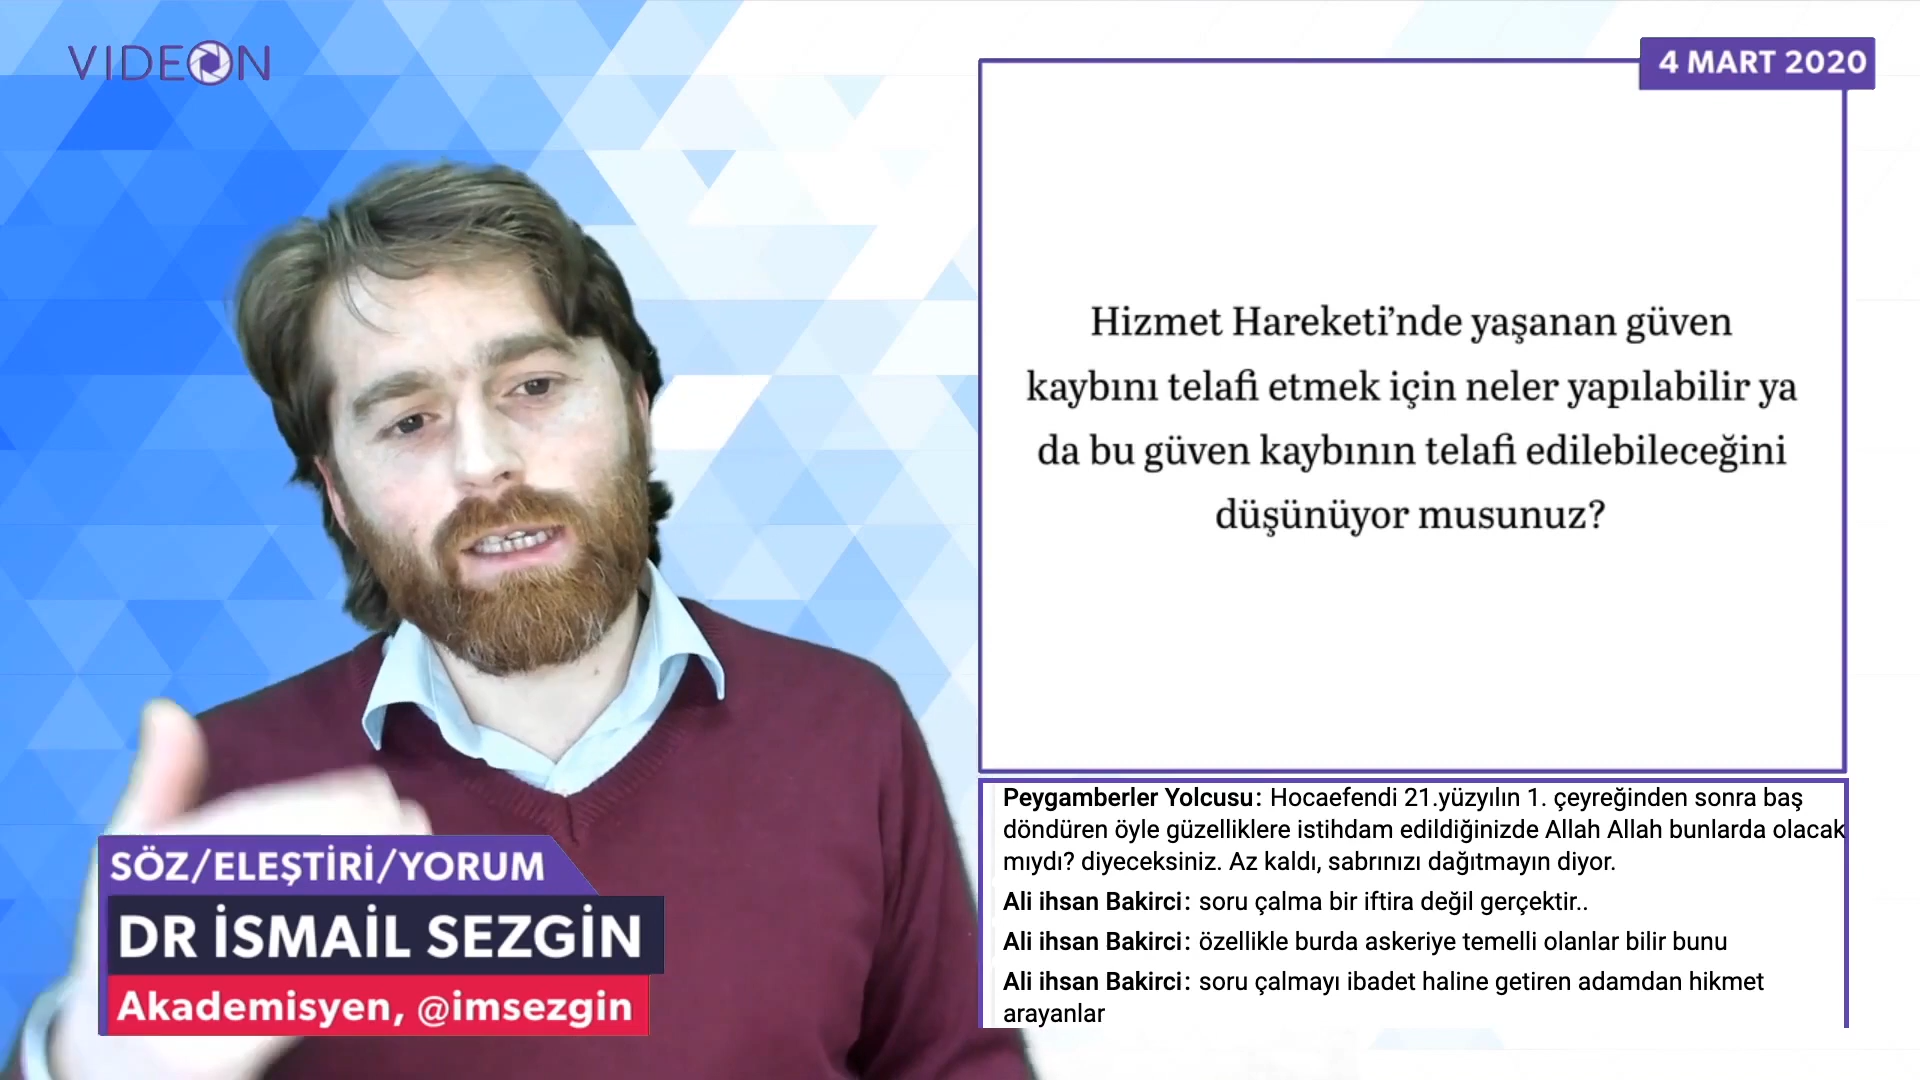 VIDEON
4 MART 2020
Hizmet Hareketi’nde yaşanan güven
kaybını telafi etmek için neler yapılabilir ya
da bu güven kaybının telafi edilebileceğini
düşünüyor musunuz?
Peygamberler Yolcusu: Hocaefendi 21.yüzyılın 1. çeyreğinden sonra baş
döndüren öyle güzelliklere istihdam edildiğinizde Allah Allah bunlarda olacak
mıydı? diyeceksiniz. Az kaldı, sabrınızı dağıtmayın diyor.
Ali ihsan Bakirci: soru çalma bir iftira değil gerçektir..
Ali ihsan Bakirci: özellikle burda askeriye temelli olanlar bilir bunu
Ali ihsan Bakirci: soru çalmayı ibadet haline getiren adamdan hikmet
arayanlar
SÖZ/ELEŞTİRİ/YORUM
DR İSMAİL SEZGİN
Akademisyen, @imsezgin